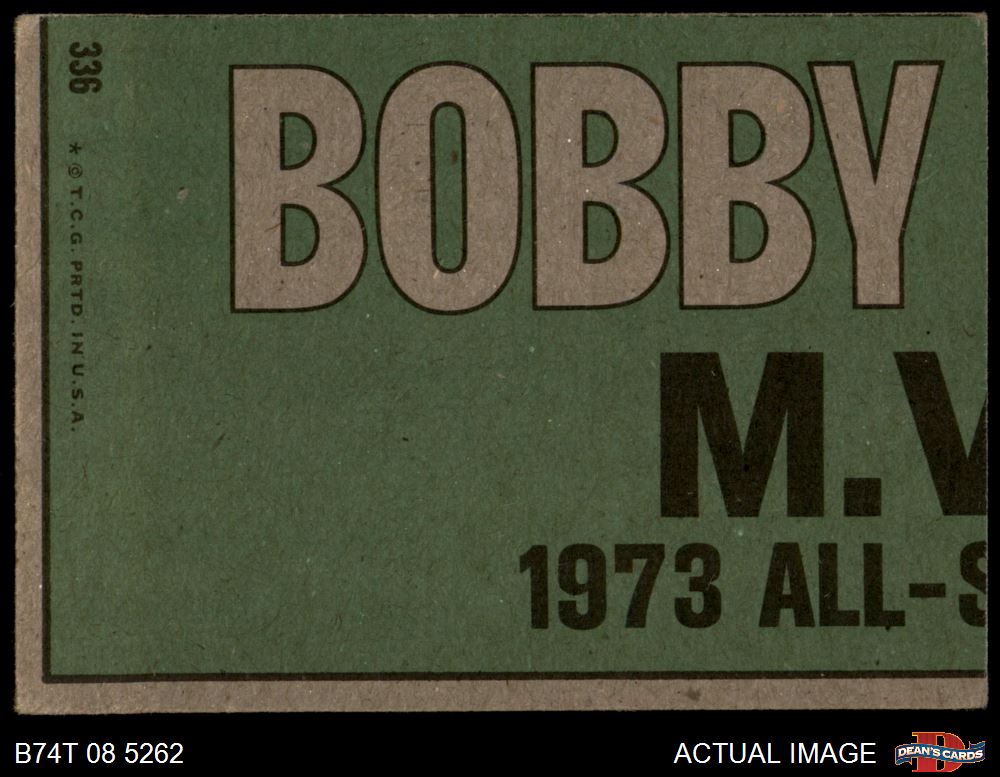 336
* © T.C.G. PRTD. IN U.S.A.
BOBBY
M.V
1973 ALL-S
B74T 08 5262
ACTUAL IMAGE
D
DEAN'S CARDS